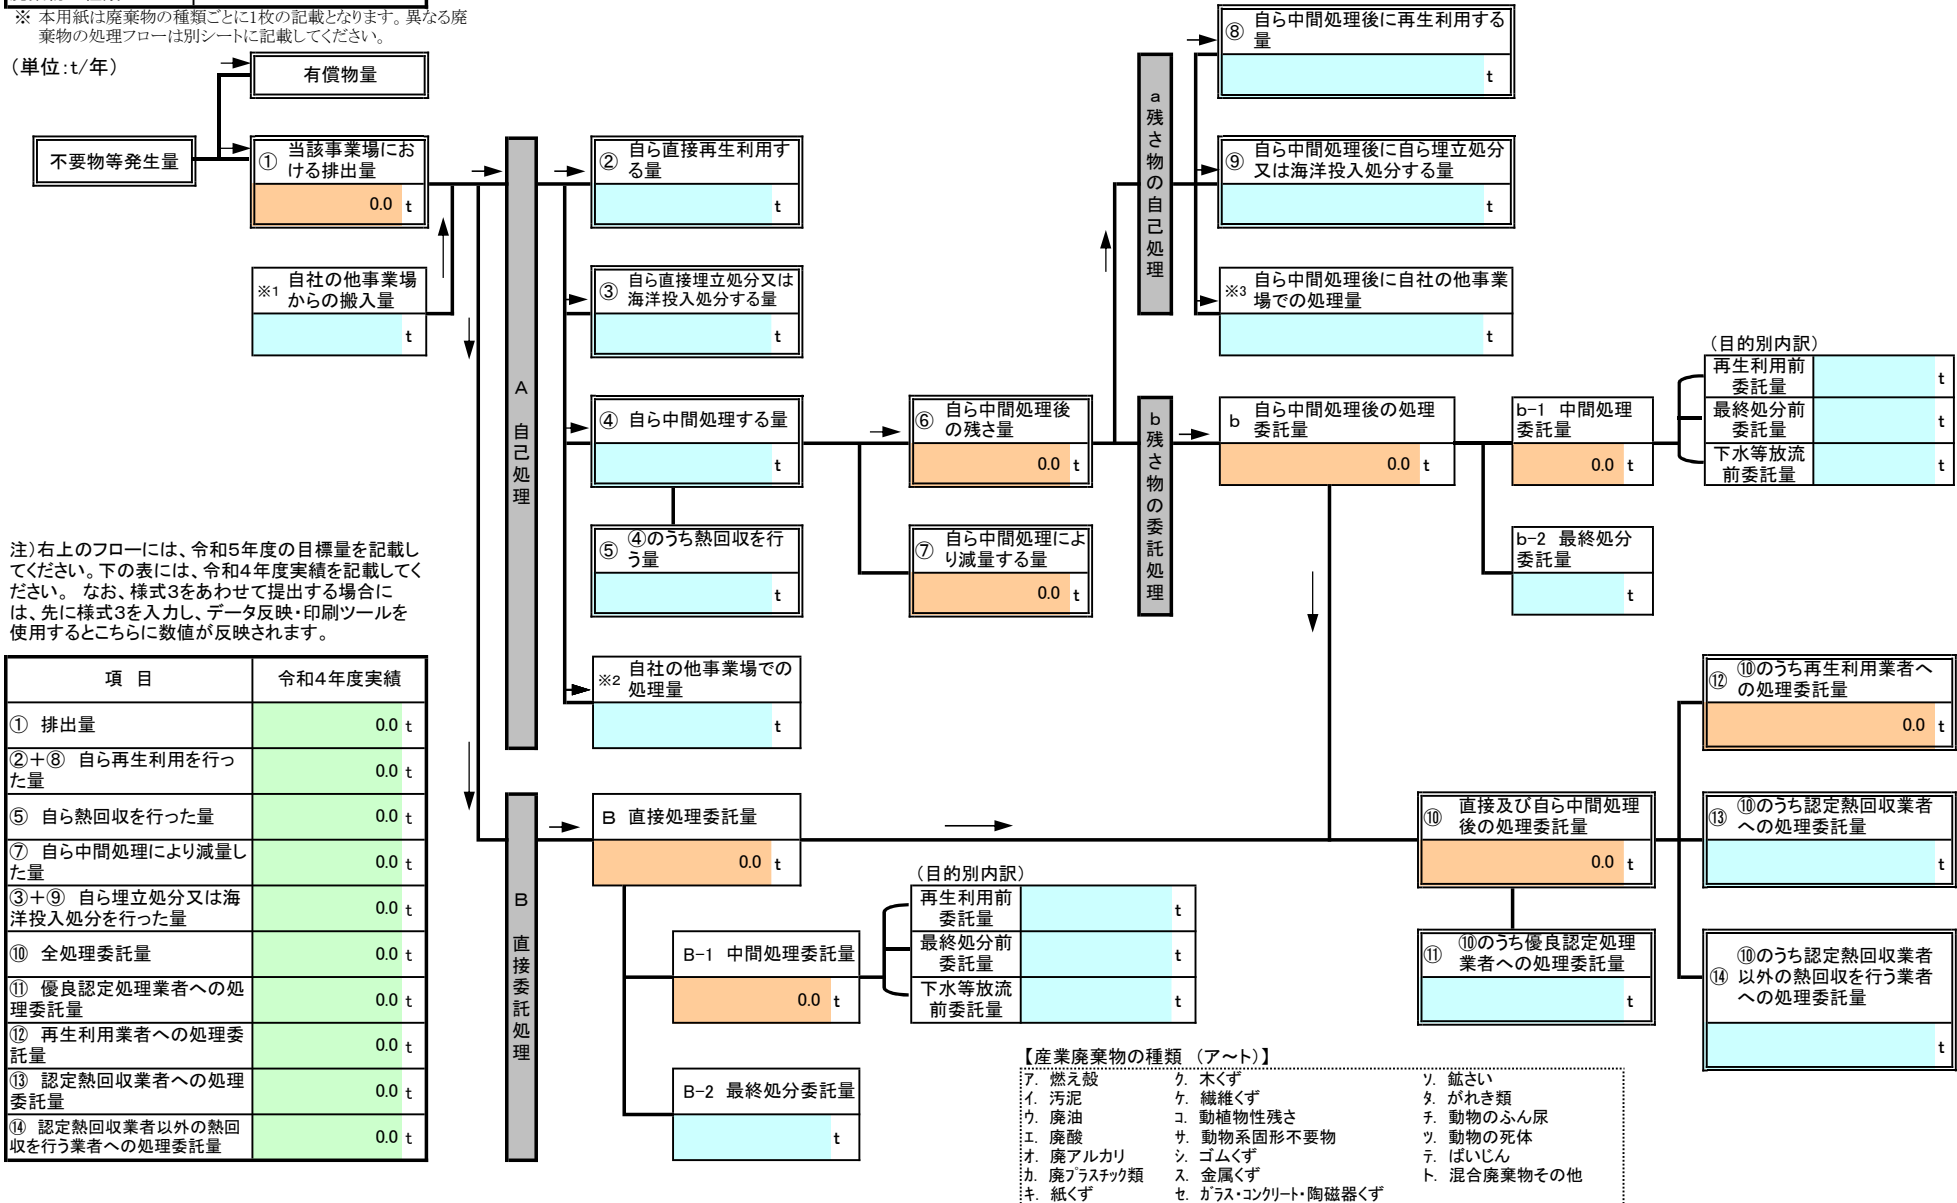 ※ 本用紙は廃棄物の種類ごとに1枚の記載となります。異なる廃
棄物の処理フローは別シートに記載してください。
(単位:t/年)
有償物量
不要物等発生量
① 当該事業場にお
ける排出量
0.0 t
※1 自社の他事業場
からの搬入量
t
A 自己処理
② 自ら直接再生利用す
る量
t
③ 自ら直接埋立処分又は
海洋投入処分する量
t
④ 自ら中間処理する量
t
⑤ ④のうち熱回収を行
う量
t
※2 自社の他事業場での
処理量
t
⑥ 自ら中間処理後
の残さ量
0.0 t
⑦ 自ら中間処理によ
り減量する量
0.0 t
a 残さ物の自己処理
⑧ 自ら中間処理後に再生利用する
量
t
⑨ 自ら中間処理後に自ら埋立処分
又は海洋投入処分する量
t
※3 自ら中間処理後に自社の他事業
場での処理量
t
b 残さ物の委託処理
b 自ら中間処理後の処理
委託量
0.0 t
b-1 中間処理
委託量
0.0 t
b-2 最終処分
委託量
t
(目的別内訳)
再生利用前
委託量
t
最終処分前
委託量
t
下水等放流
前委託量
t
注)右上のフローには、令和5年度の目標量を記載し
てください。下の表には、令和4年度実績を記載してく
ださい。 なお、様式3をあわせて提出する場合に
は、先に様式3を入力し、データ反映・印刷ツールを
使用するとこちらに数値が反映されます。
項 目 令和4年度実績
① 排出量 0.0 t
②+⑧ 自ら再生利用を行っ
た量 0.0 t
⑤ 自ら熱回収を行った量 0.0 t
⑦ 自ら中間処理により減量し
た量 0.0 t
③+⑨ 自ら埋立処分又は海
洋投入処分を行った量 0.0 t
⑩ 全処理委託量 0.0 t
⑪ 優良認定処理業者への処
理委託量 0.0 t
⑫ 再生利用業者への処理委
託量 0.0 t
⑬ 認定熱回収業者への処理
委託量 0.0 t
⑭ 認定熱回収業者以外の熱回
収を行う業者への処理委託量 0.0 t
B 直接委託処理
B 直接処理委託量
0.0 t
B-1 中間処理委託量
0.0 t
B-2 最終処分委託量
t
(目的別内訳)
再生利用前
委託量
t
最終処分前
委託量
t
下水等放流
前委託量
t
⑩ 直接及び自ら中間処理
後の処理委託量
0.0 t
⑪ ⑩のうち優良認定処理
業者への処理委託量
t
⑫ ⑩のうち再生利用業者へ
の処理委託量
0.0 t
⑬ ⑩のうち認定熱回収業者
への処理委託量
t
⑭ ⑩のうち認定熱回収業者
以外の熱回収を行う業者
への処理委託量
t
【産業廃棄物の種類 (ア~ト)】
ア. 燃え殻 ク. 木くず ソ. 鉱さい
イ. 汚泥 ケ. 繊維くず タ. がれき類
ウ. 廃油 コ. 動植物性残さ チ. 動物のふん尿
エ. 廃酸 サ. 動物系固形不要物 ツ. 動物の死体
オ. 廃アルカリ シ. ゴムくず テ. ばいじん
カ. 廃プラスチック類 ス. 金属くず ト. 混合廃棄物その他
キ. 紙くず セ. ガラス・コンクリート・陶磁器くず